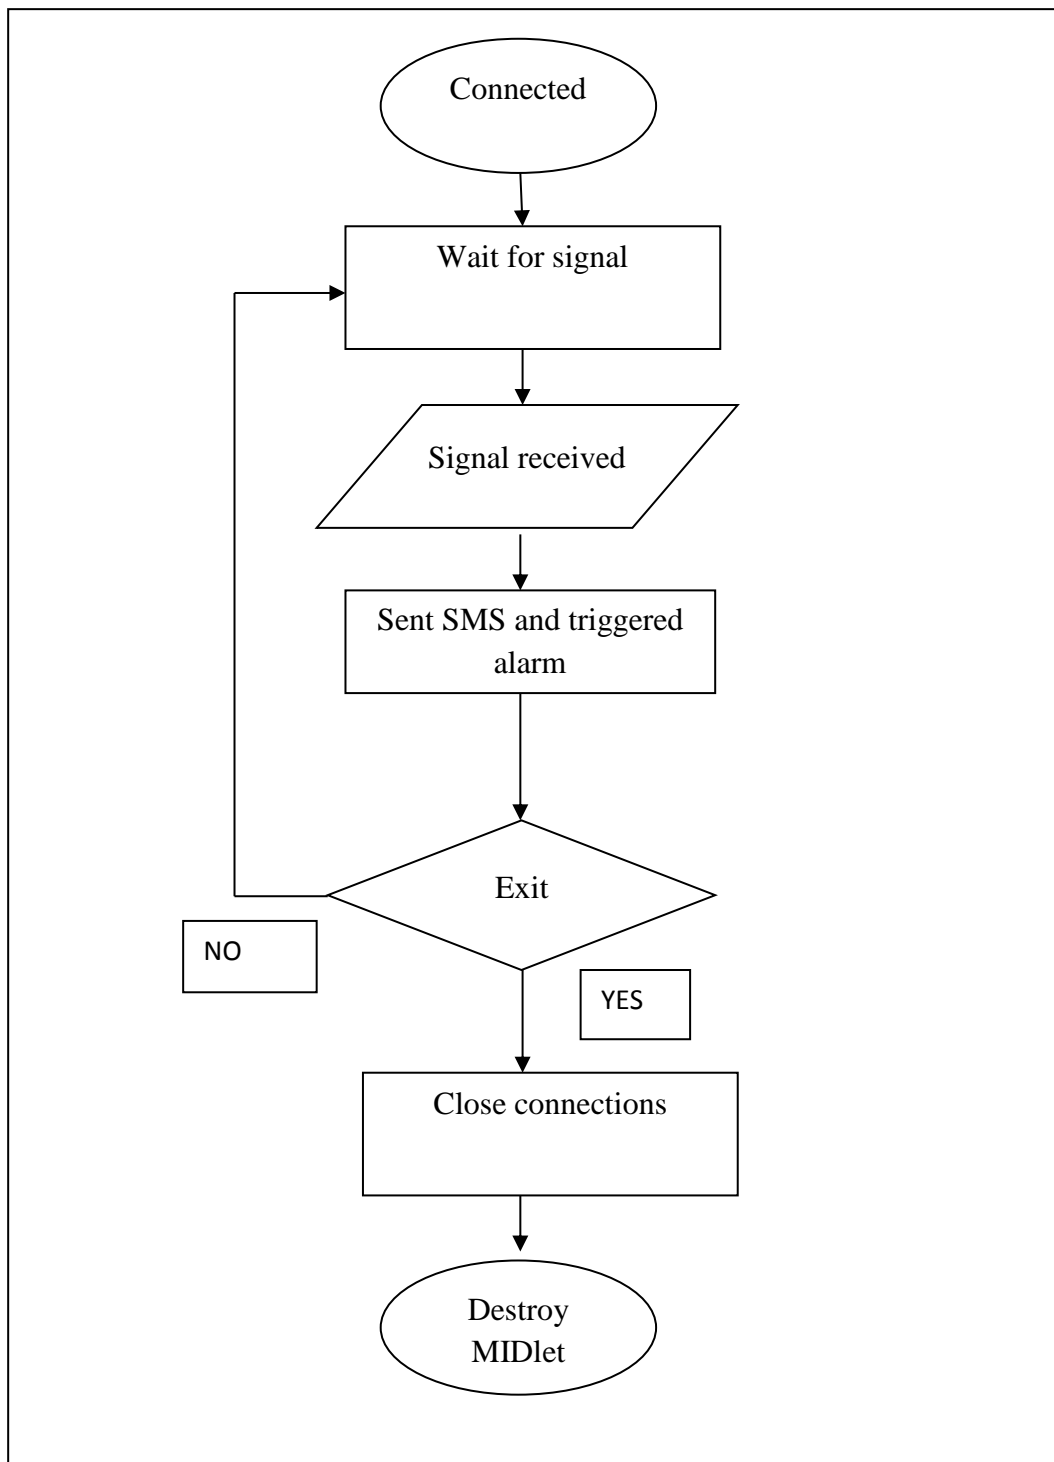 Connected
Wait for signal
Signal received
Sent SMS and triggered
alarm
Exit
NO
YES
Close connections
Destroy
MIDlet